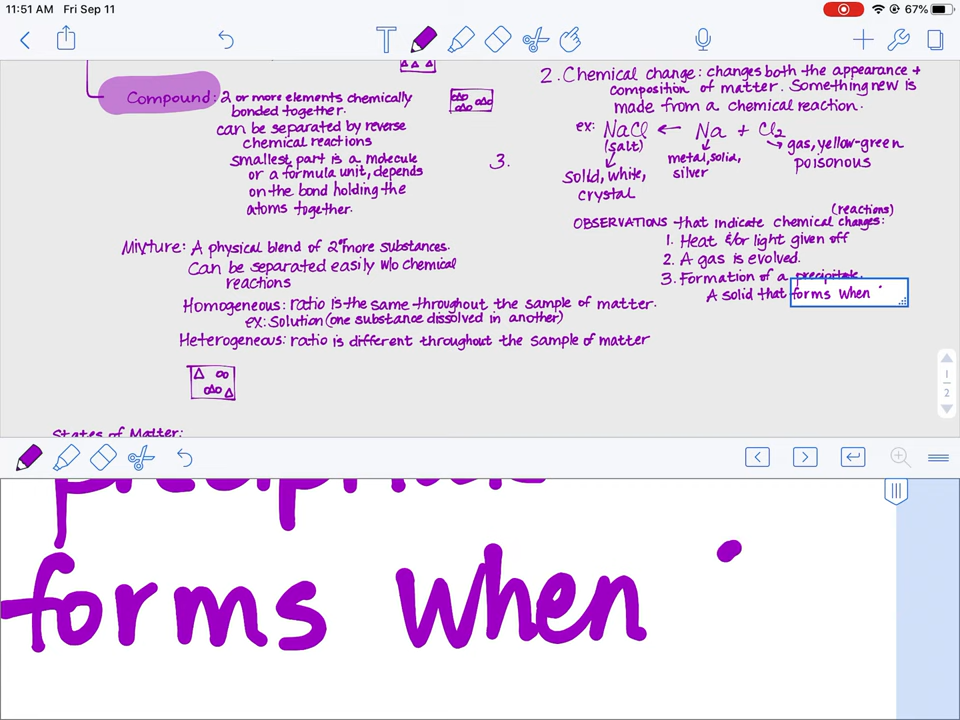 11:51 AM Fri Sep 11
67%
Compound: 2 or more elements chemically
bonded together.
can be separated by reverse
chemical reactions
smallest part is a molecule
or a formula unit, depends
on the bond holding the
atoms together.
Mixture: A physical blend of 2 or more substances.
Can be separated easily w/o chemical
reactions
Homogeneous: ratio is the same throughout the sample of matter.
ex: solution (one substance dissolved in another)
Heterogeneous: ratio is different throughout the sample of matter
States of Matter:
2. Chemical change: changes both the appearance +
composition of matter. Something new is
made from a chemical reaction.
ex: NaCl ← Na + Cl2
(salt)
metal, solid,
silver
gas, yellow-green
poisonous
solid, white,
crystal
3.
(reactions)
OBSERVATIONS that indicate chemical changes:
1. Heat &/or light given off
2. A gas is evolved.
3. Formation of a precipitate.
A solid that forms when
1
2
precipitate
forms when